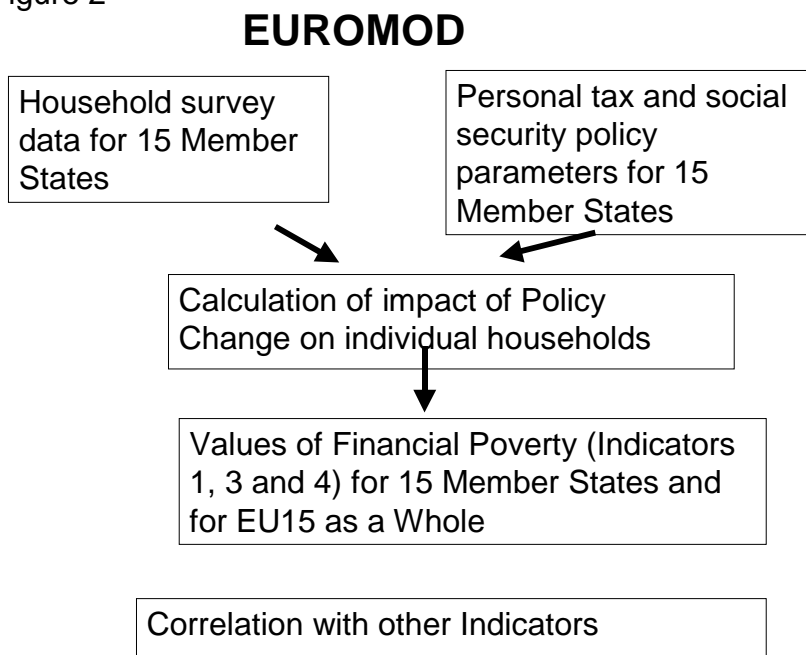 igure 2
EUROMOD
Household survey
data for 15 Member
States
Personal tax and social
security policy
parameters for 15
Member States
Calculation of impact of Policy
Change on individual households
Values of Financial Poverty (Indicators
1, 3 and 4) for 15 Member States and
for EU15 as a Whole
Correlation with other Indicators